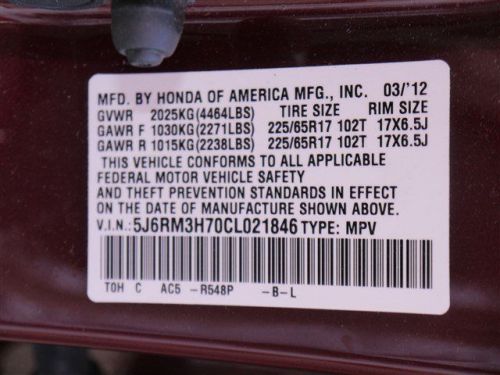 MFD. BY HONDA OF AMERICA MFG., INC. 03/'12
GVWR 2025KG(4464LBS) TIRE SIZE RIM SIZE
GAWR F 1030KG(2271LBS) 225/65R17 102T 17X6.5J
GAWR R 1015KG(2238LBS) 225/65R17 102T 17X6.5J
THIS VEHICLE CONFORMS TO ALL APPLICABLE
FEDERAL MOTOR VEHICLE SAFETY
AND THEFT PREVENTION STANDARDS IN EFFECT
ON THE DATE OF MANUFACTURE SHOWN ABOVE.
V.I.N.:5J6RM3H70CL021846 TYPE: MPV
TOH C AC5 -R548P -B-L